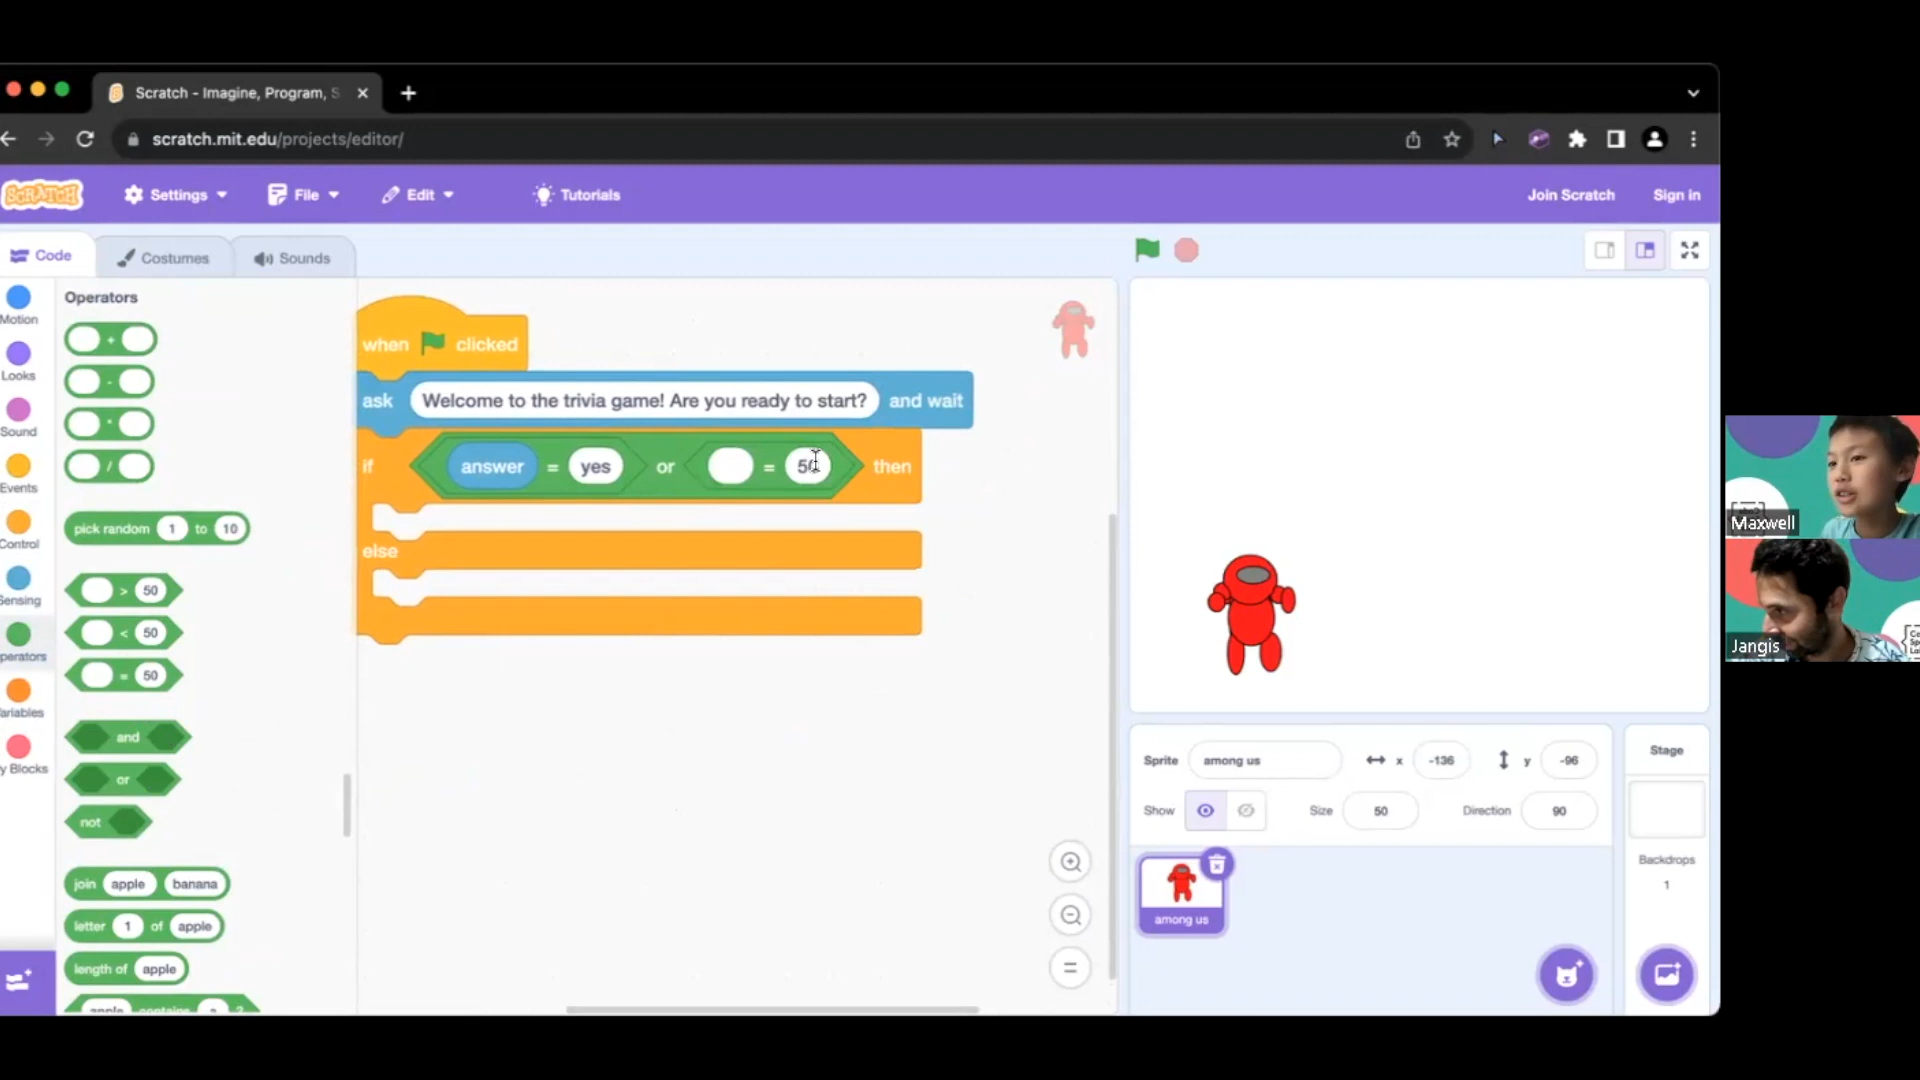 Scratch - Imagine, Program, S
scratch.mit.edu/projects/editor/
SCRATCH
Settings
File
Edit
Tutorials
Join Scratch
Sign in
Code
Costumes
Sounds
Motion
Looks
Sound
Events
Control
Sensing
perators
ariables
y Blocks
Operators
+
-
*
/
pick random 1 to 10
> 50
< 50
= 50
and
or
not
join apple banana
letter 1 of apple
length of apple
apple contains a ?
when clicked
ask Welcome to the trivia game! Are you ready to start? and wait
if answer = yes or = 50 then
else
Sprite among us x -136 y -96
Show Size 50 Direction 90
among us
Stage
Backdrops
1
Maxwell
Jangis